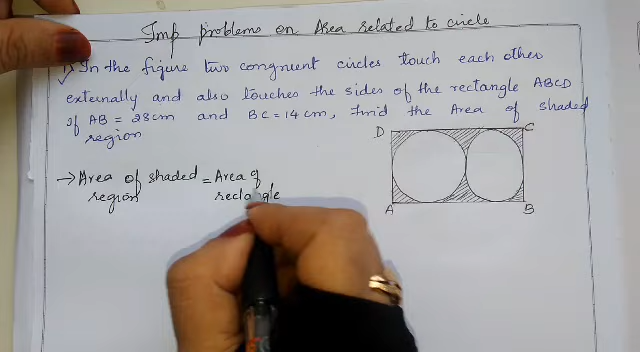 Imp problems on Area related to circle
1) In the figure two congruent circles touch each other
externally and also touches the sides of the rectangle ABCD
If AB = 28cm and BC = 14 cm, Find the Area of shaded
region
D C
→ Area of shaded = Area of
region rectangle
A B